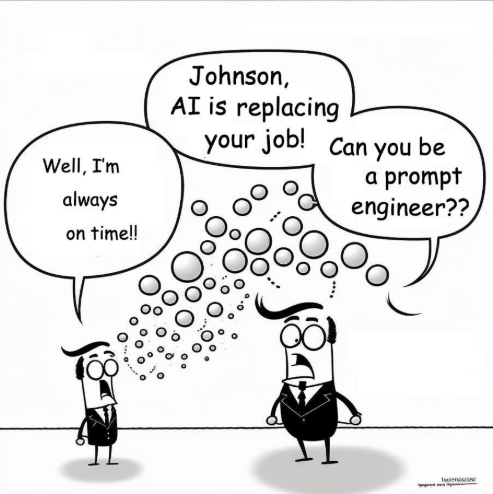 Johnson,
AI is replacing
your job!
Can you be
a prompt
engineer??
Well, I'm
always
on time!!